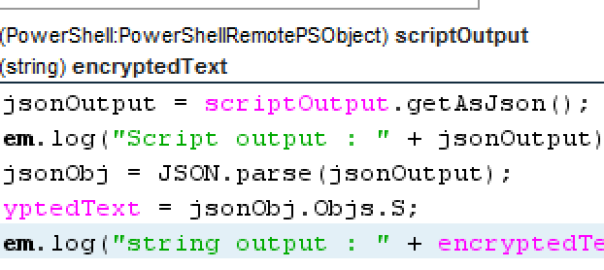 (PowerShell:PowerShellRemotePSObject) scriptOutput
(string) encryptedText
jsonOutput = scriptOutput.getAsJson();
em.log("Script output : " + jsonOutput)
jsonObj = JSON.parse(jsonOutput);
yptedText = jsonObj.Objs.S;
em.log("string output : " + encryptedTe